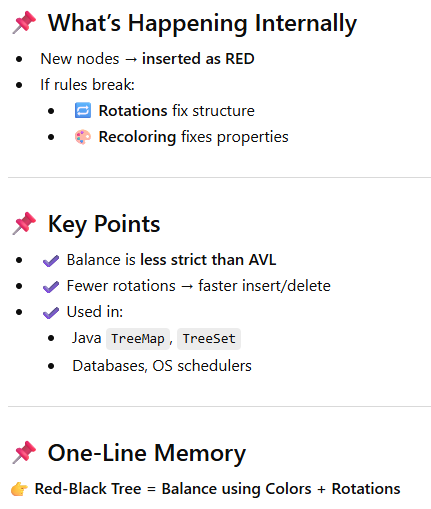 📌 What’s Happening Internally
• New nodes → inserted as RED
• If rules break:
• 🔁 Rotations fix structure
• 🎨 Recoloring fixes properties
📌 Key Points
• ✔ Balance is less strict than AVL
• ✔ Fewer rotations → faster insert/delete
• ✔ Used in:
• Java TreeMap, TreeSet
• Databases, OS schedulers
📌 One-Line Memory
👉 Red-Black Tree = Balance using Colors + Rotations